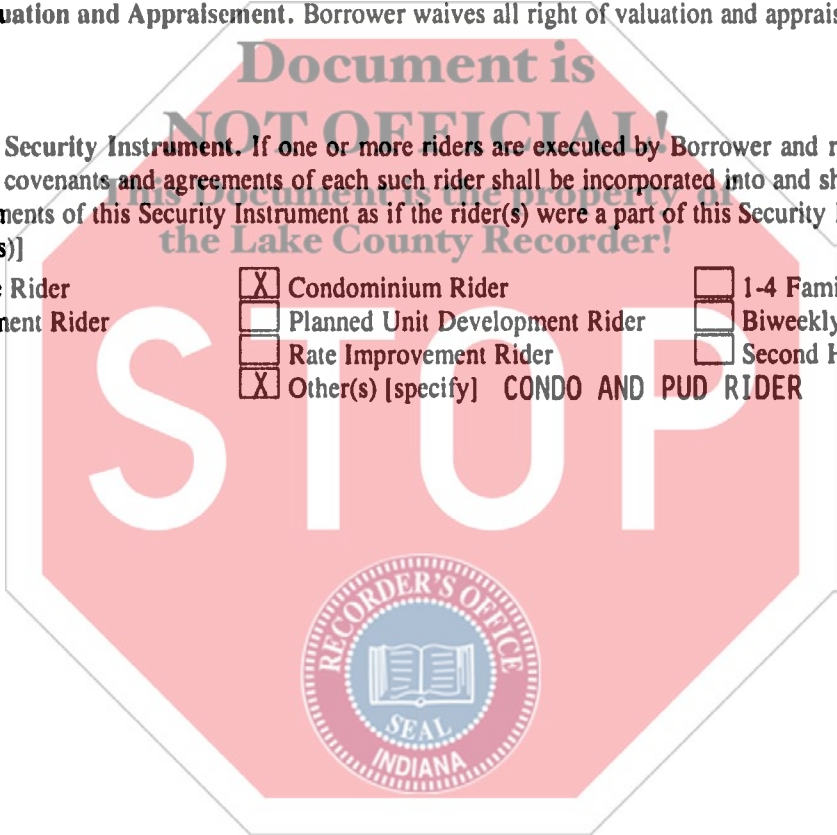 uation and Appraisement. Borrower waives all right of valuation and apprais
Document is
NOT OFFICIAL!
Security Instrument. If one or more riders are executed by Borrower and r
covenants and agreements of each such rider shall be incorporated into and sh
This Document is the property of
nents of this Security Instrument as if the rider(s) were a part of this Security
the Lake County Recorder!
s)]
Rider X Condominium Rider 1-4 Fami
nent Rider Planned Unit Development Rider Biweekly
Rate Improvement Rider Second H
X Other(s) [specify] CONDO AND PUD RIDER
STOP
RECORDER'S OFFICE
SEAL
INDIANA